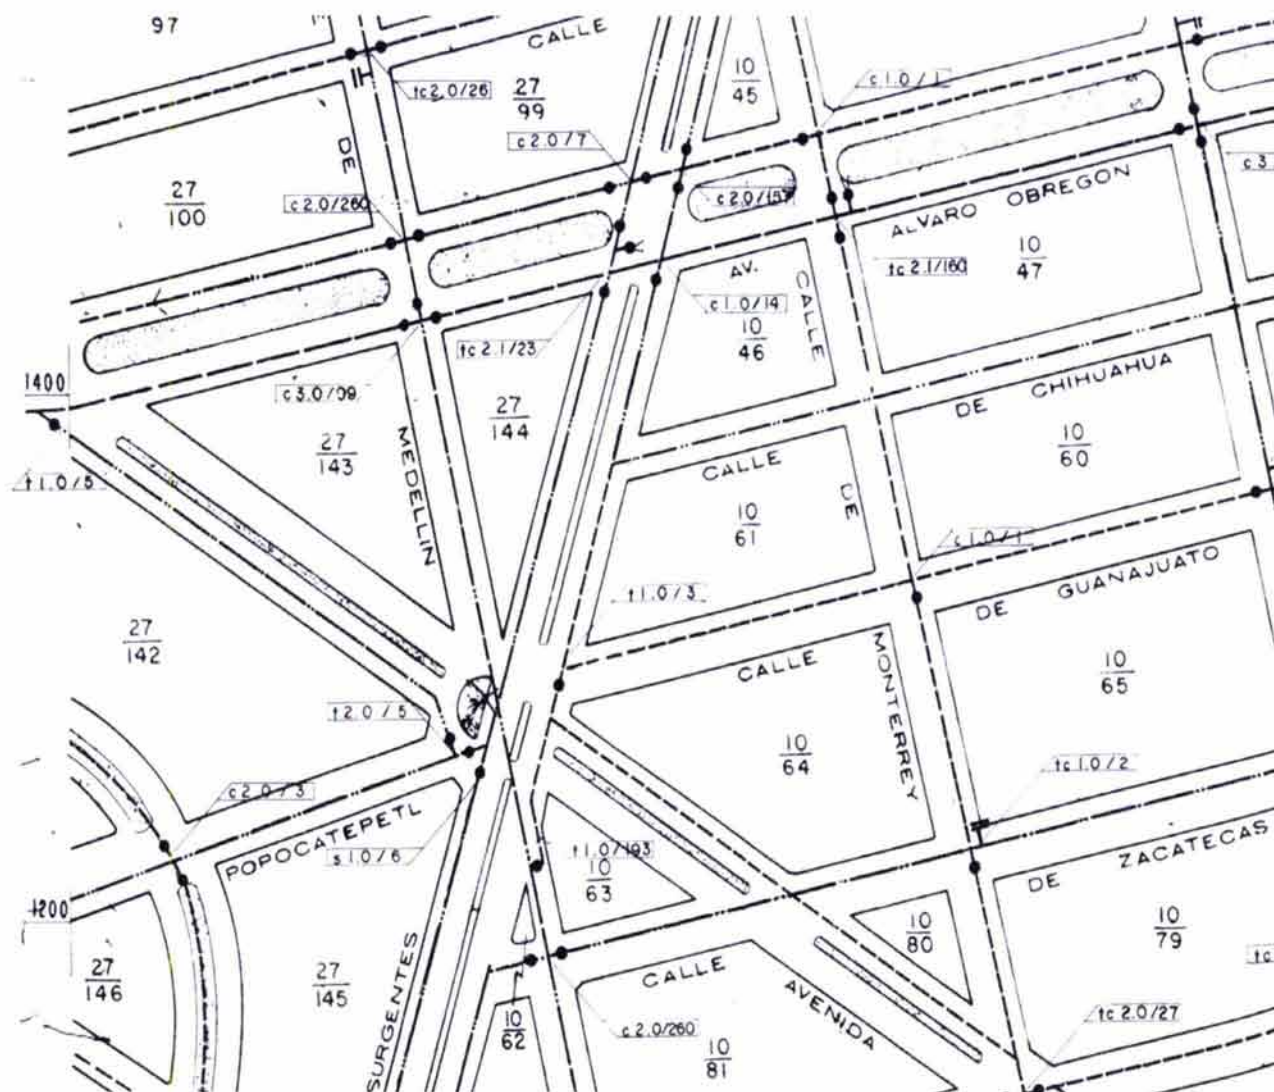 97
CALLE
10
45
c 1.0 / 1
tc 2.0/26
27
99
c 2.0 / 7
DE
27
100
c 2.0/260
c 2.0/157
c 3
ALVARO OBREGON
10
47
tc 2.1/160
AV.
CALLE
c 1.0/14
10
46
tc 2.1/23
1400
c 3.0/09
27
144
DE CHIHUAHUA
10
60
MEDELLIN
27
143
CALLE
DE
t 1.0/5
10
61
c 1.0/1
DE GUANAJUATO
t 1.0/3
27
142
CALLE
MONTERREY
10
65
t 2.0/5
10
64
tc 1.0/2
c 2.0/3
POPOCATEPETL
s 1.0/6
t 1.0/193
10
63
DE ZACATECAS
1200
10
80
10
79
tc
27
146
27
145
SURGENTES
CALLE
AVENIDA
10
62
c 2.0/260
10
81
tc 2.0/27